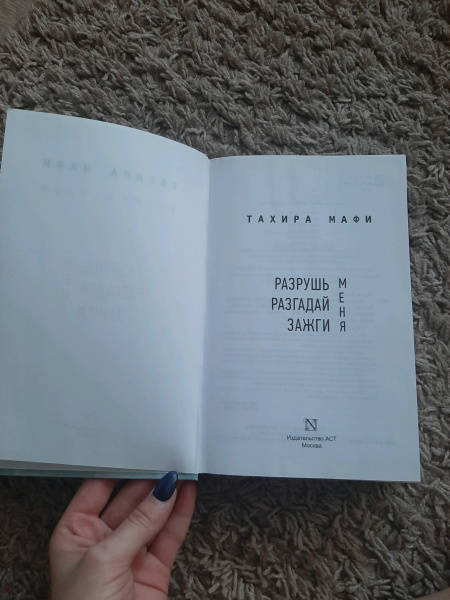 ТАХИРА МАФИ
РАЗРУШЬ
РАЗГАДАЙ
ЗАЖГИ
МЕНЯ
N
Издательство АСТ
Москва